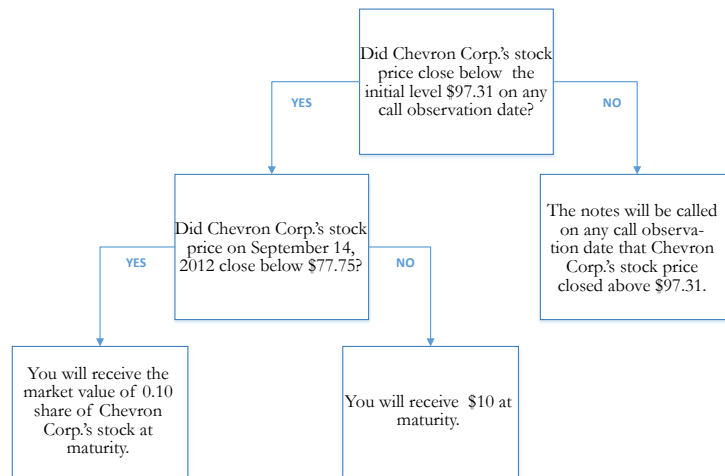 Did Chevron Corp.'s stock
price close below the
initial level $97.31 on any
call observation date?
YES
NO
Did Chevron Corp.'s stock
price on September 14,
2012 close below $77.75?
The notes will be called
on any call observa-
tion date that Chevron
Corp.'s stock price
closed above $97.31.
YES
NO
You will receive the
market value of 0.10
share of Chevron
Corp.'s stock at
maturity.
You will receive $10 at
maturity.